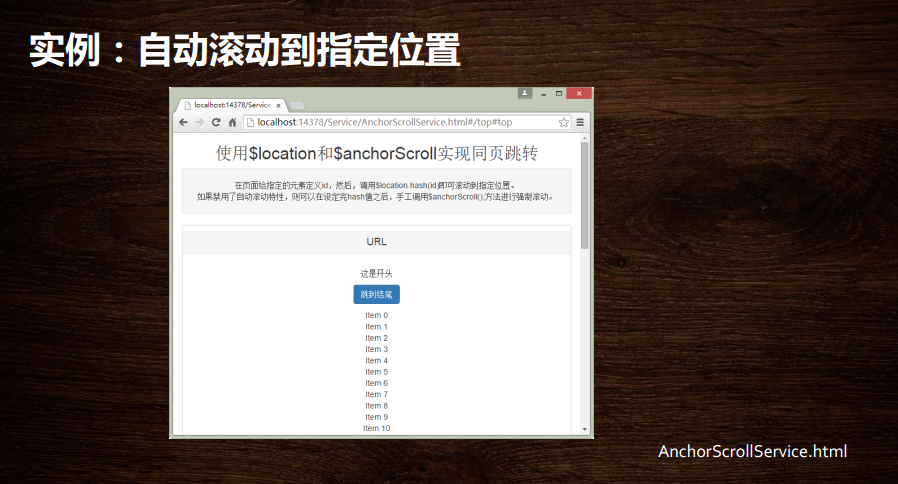 实例：自动滚动到指定位置
localhost:14378/Service
localhost:14378/Service/AnchorScrollService.html#/top#top
使用$location和$anchorScroll实现同页跳转
在页面给指定的元素定义id，然后，调用$location.hash(id)即可滚动到指定位置。
如果禁用了自动滚动特性，则可以在设定完hash值之后，手工调用$anchorScroll();方法进行强制滚动。
URL
这是开头
跳到结尾
Item 0
Item 1
Item 2
Item 3
Item 4
Item 5
Item 6
Item 7
Item 8
Item 9
Item 10
AnchorScrollService.html